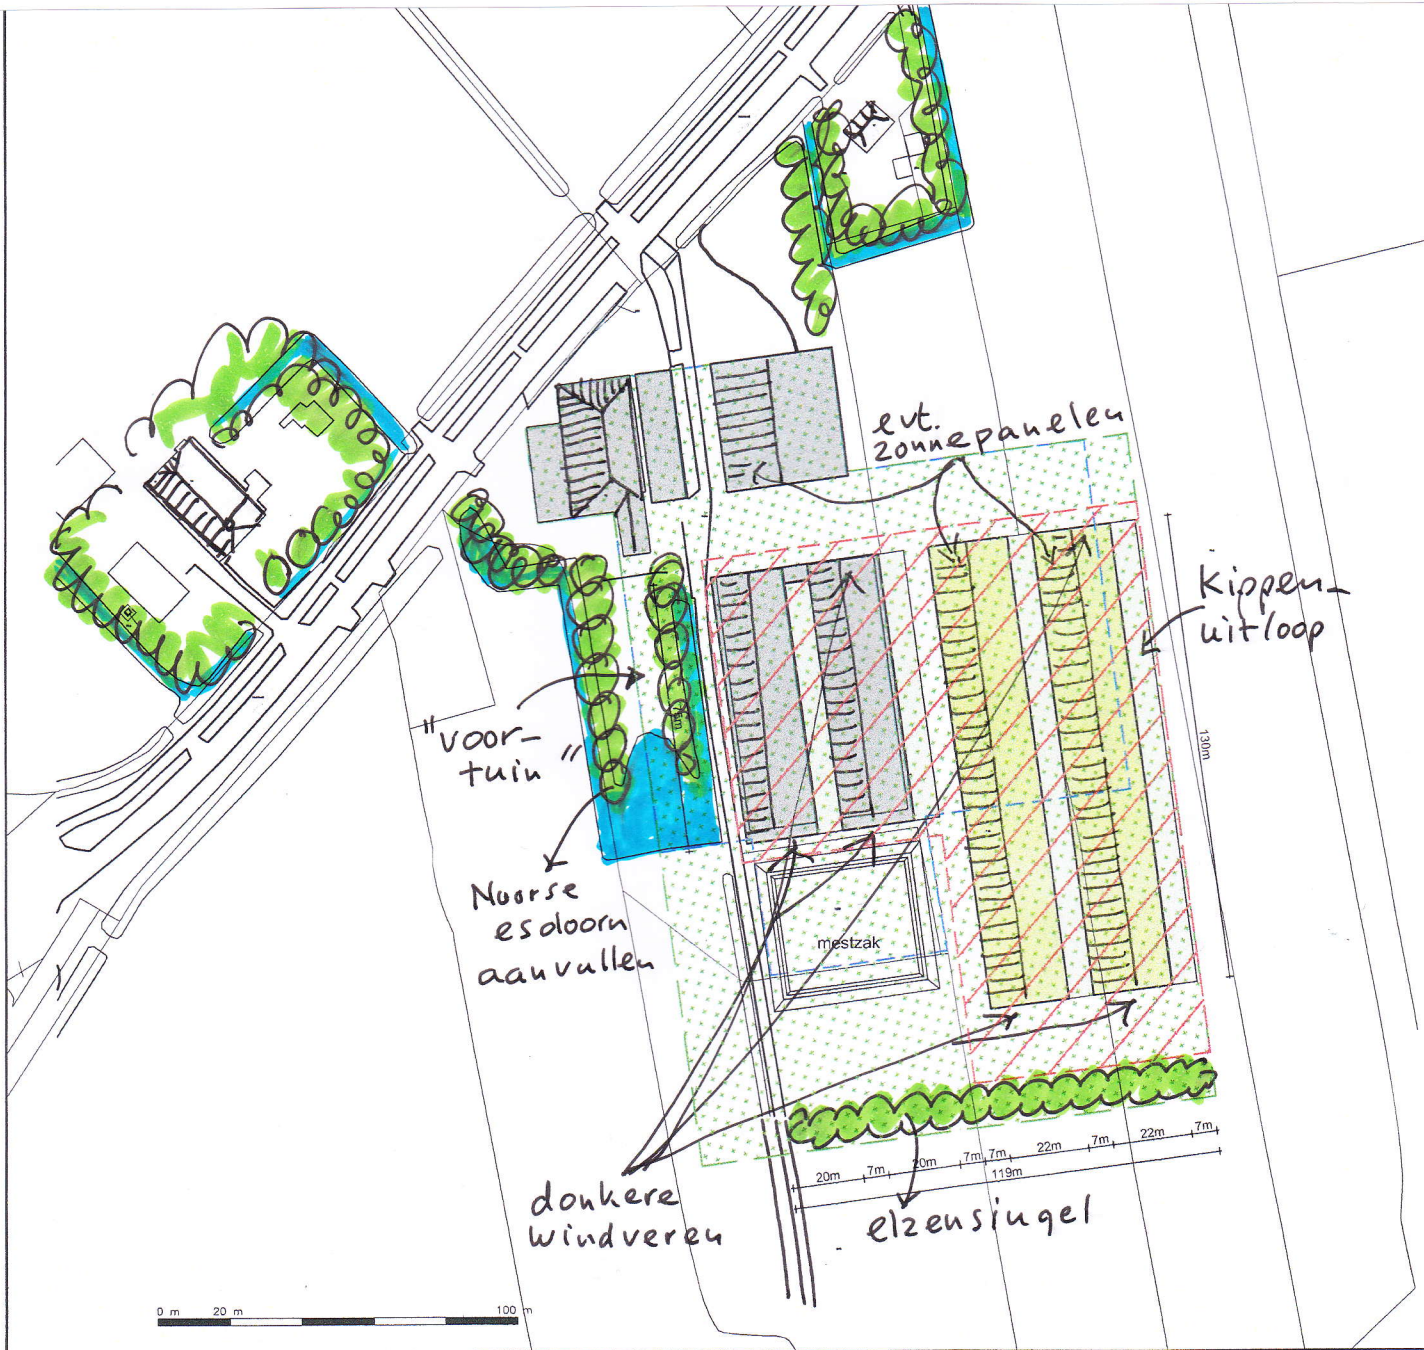 evt.
zonnepanelen
Kippen-
uitloop
"voor-
tuin"
130m
Noorse
esdoorn
aanvullen
mestzak
20m 7m 20m 7m 7m 22m 7m 22m 7m
119m
donkere
windveren
elzensingel
0 m 20 m 100 m